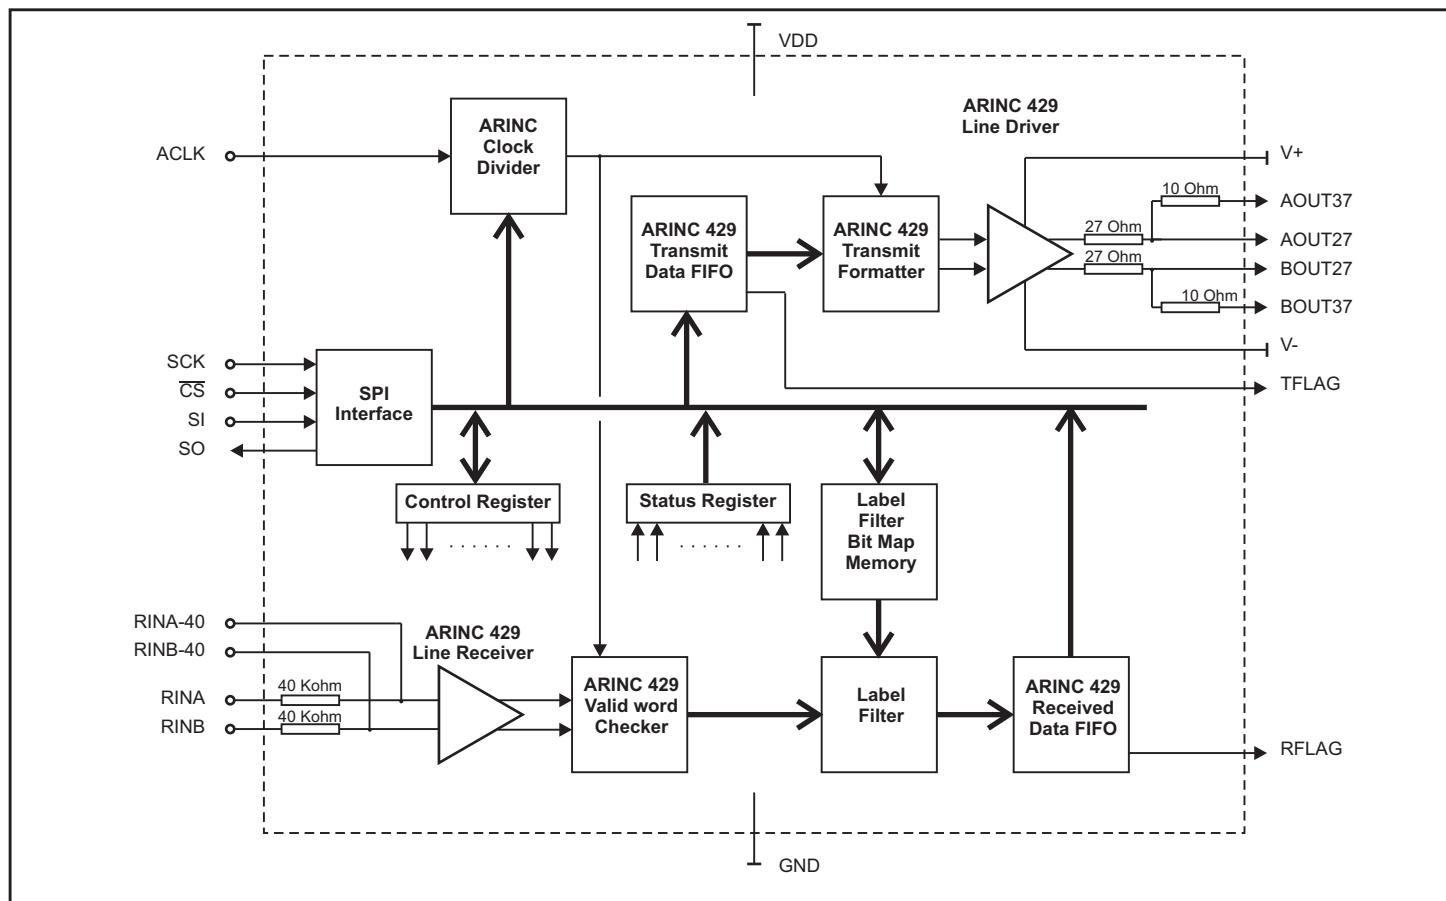 VDD
ARINC
Clock
Divider
ARINC 429
Line Driver
ACLK
V+
10 Ohm
AOUT37
ARINC 429
Transmit
Data FIFO
ARINC 429
Transmit
Formatter
27 Ohm
AOUT27
27 Ohm
BOUT27
10 Ohm
BOUT37
V-
SCK
CS
SI
SO
SPI
Interface
TFLAG
Control Register
Status Register
Label
Filter
Bit Map
Memory
. . . . . .
. . . . . .
RINA-40
RINB-40
ARINC 429
Line Receiver
RINA
40 Kohm
RINB
40 Kohm
ARINC 429
Valid word
Checker
Label
Filter
ARINC 429
Received
Data FIFO
RFLAG
GND